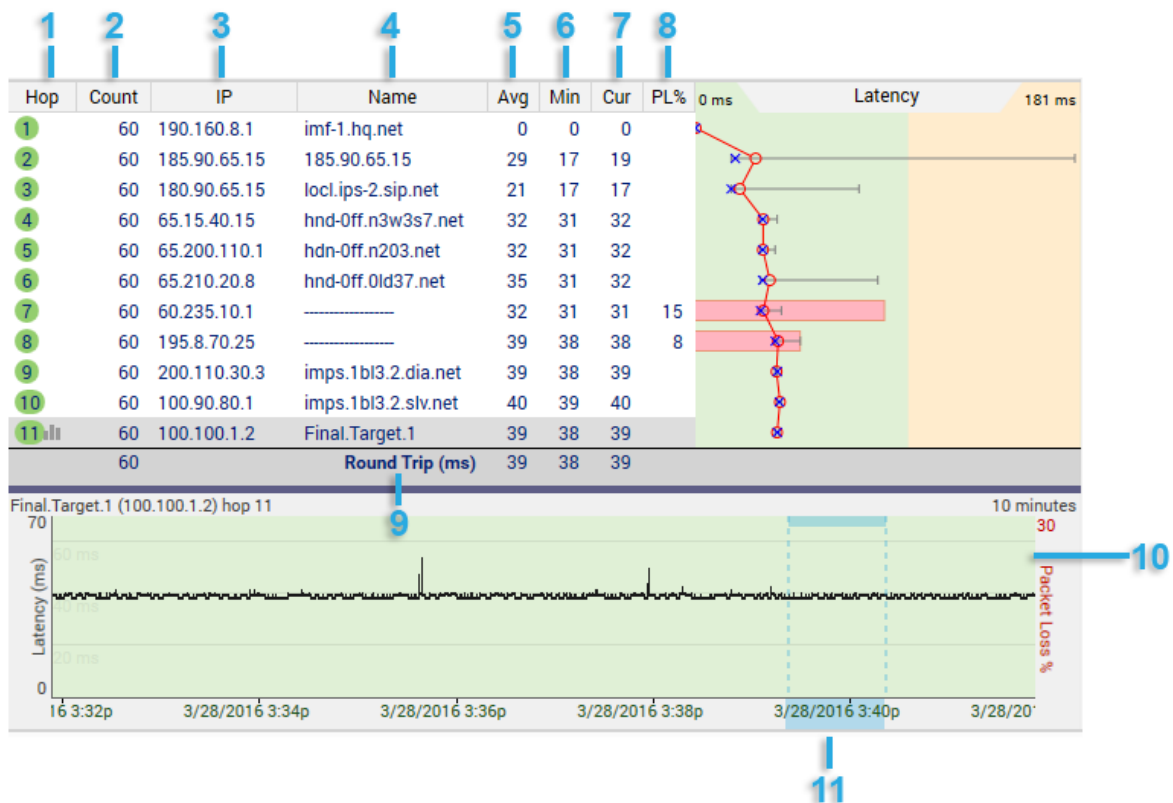 1 2 3 4 5 6 7 8
Hop Count IP Name Avg Min Cur PL% 0 ms Latency 181 ms
1 60 190.160.8.1 imf-1.hq.net 0 0 0
2 60 185.90.65.15 185.90.65.15 29 17 19
3 60 180.90.65.15 locl.ips-2.sip.net 21 17 17
4 60 65.15.40.15 hnd-0ff.n3w3s7.net 32 31 32
5 60 65.200.110.1 hdn-0ff.n203.net 32 31 32
6 60 65.210.20.8 hnd-0ff.0ld37.net 35 31 32
7 60 60.235.10.1 ------------------ 32 31 31 15
8 60 195.8.70.25 ------------------ 39 38 38 8
9 60 200.110.30.3 imps.1bl3.2.dia.net 39 38 39
10 60 100.90.80.1 imps.1bl3.2.slv.net 40 39 40
11 60 100.100.1.2 Final.Target.1 39 38 39
60 Round Trip (ms) 39 38 39
9
Final.Target.1 (100.100.1.2) hop 11 10 minutes
70 30
60 ms
10
40 ms
20 ms
0
Latency (ms)
Packet Loss %
16 3:32p 3/28/2016 3:34p 3/28/2016 3:36p 3/28/2016 3:38p 3/28/2016 3:40p 3/28/201
11